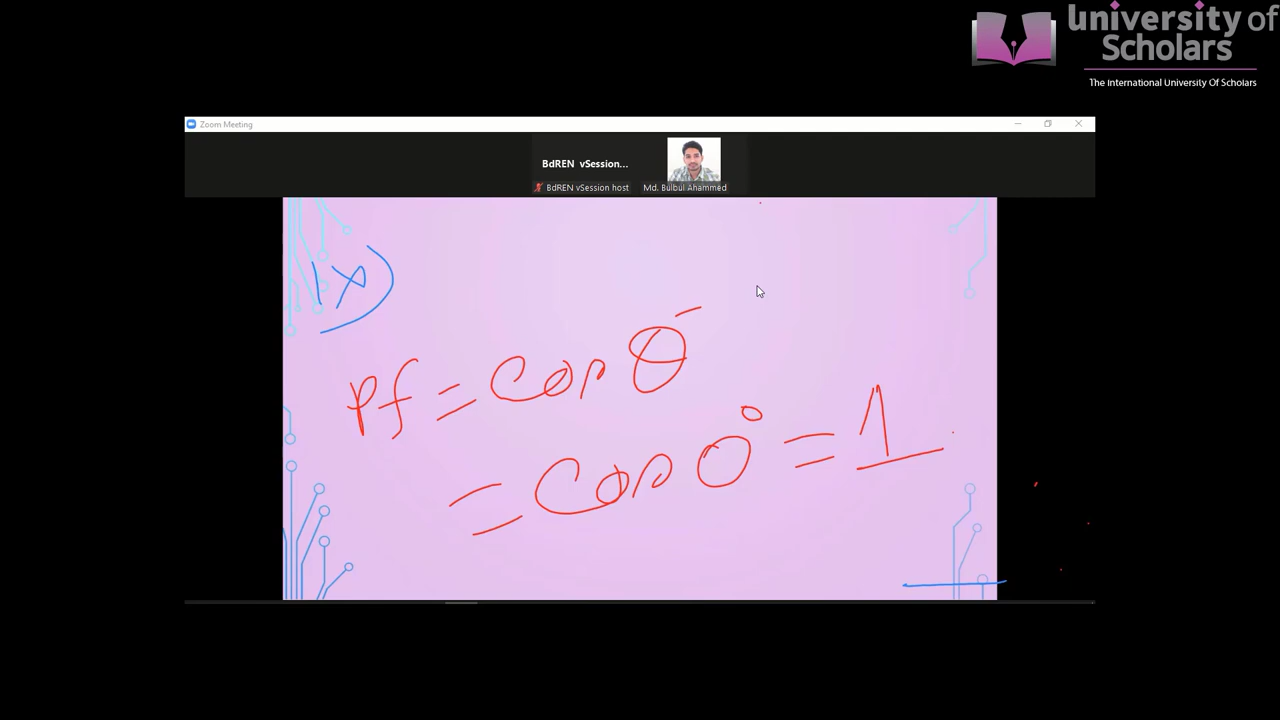 University of
Scholars
The International University Of Scholars
Zoom Meeting
BdREN vSession...
BdREN vSession host
Md. Bulbul Ahammed
IX)
Pf = Cos θ
= Cos 0° = 1